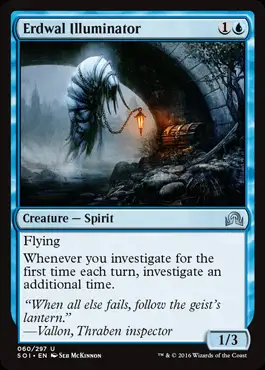 Erdwal Illuminator 1
Creature — Spirit
Flying
Whenever you investigate for the
first time each turn, investigate an
additional time.
"When all else fails, follow the geist's
lantern."
—Vallon, Thraben inspector
1/3
060/297 U
SOI • EN Seb McKinnon
™ & © 2016 Wizards of the Coast